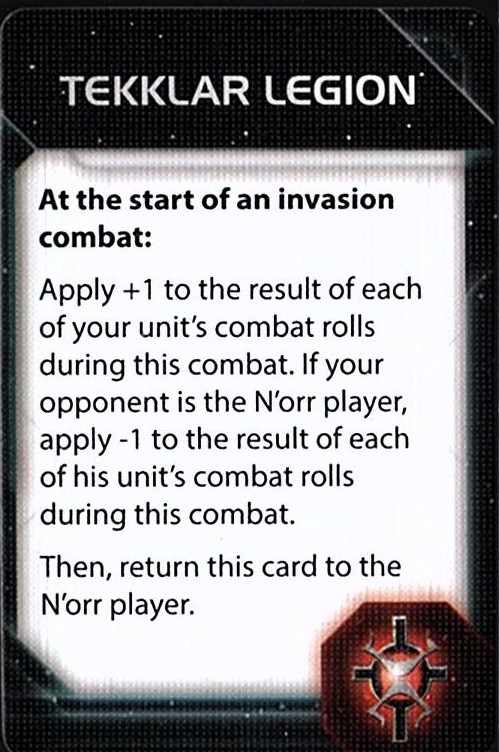 TEKKLAR LEGION
At the start of an invasion
combat:
Apply +1 to the result of each
of your unit's combat rolls
during this combat. If your
opponent is the N'orr player,
apply -1 to the result of each
of his unit's combat rolls
during this combat.
Then, return this card to the
N'orr player.